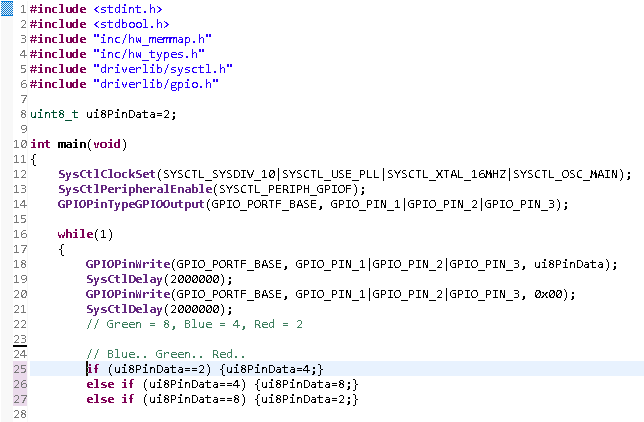 1 #include <stdint.h>
2 #include <stdbool.h>
3 #include "inc/hw_memmap.h"
4 #include "inc/hw_types.h"
5 #include "driverlib/sysctl.h"
6 #include "driverlib/gpio.h"
7
8 uint8_t ui8PinData=2;
9
10 int main(void)
11 {
12     SysCtlClockSet(SYSCTL_SYSDIV_10|SYSCTL_USE_PLL|SYSCTL_XTAL_16MHZ|SYSCTL_OSC_MAIN);
13     SysCtlPeripheralEnable(SYSCTL_PERIPH_GPIOF);
14     GPIOPinTypeGPIOOutput(GPIO_PORTF_BASE, GPIO_PIN_1|GPIO_PIN_2|GPIO_PIN_3);
15
16     while(1)
17     {
18         GPIOPinWrite(GPIO_PORTF_BASE, GPIO_PIN_1|GPIO_PIN_2|GPIO_PIN_3, ui8PinData);
19         SysCtlDelay(2000000);
20         GPIOPinWrite(GPIO_PORTF_BASE, GPIO_PIN_1|GPIO_PIN_2|GPIO_PIN_3, 0x00);
21         SysCtlDelay(2000000);
22         // Green = 8, Blue = 4, Red = 2
23
24         // Blue.. Green.. Red..
25         if (ui8PinData==2) {ui8PinData=4;}
26         else if (ui8PinData==4) {ui8PinData=8;}
27         else if (ui8PinData==8) {ui8PinData=2;}
28